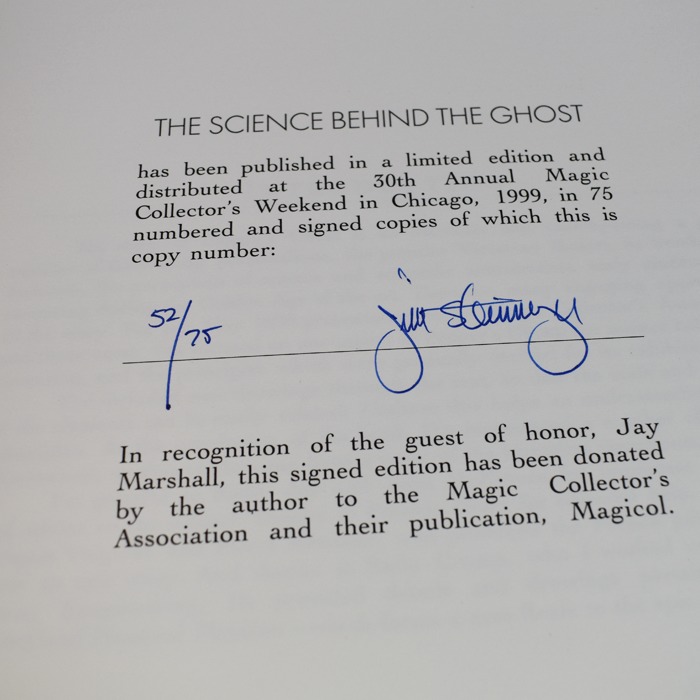 THE SCIENCE BEHIND THE GHOST
has been published in a limited edition and
distributed at the 30th Annual Magic
Collector's Weekend in Chicago, 1999, in 75
numbered and signed copies of which this is
copy number:
52/75 Jim Steinmeyer
In recognition of the guest of honor, Jay
Marshall, this signed edition has been donated
by the author to the Magic Collector's
Association and their publication, Magicol.